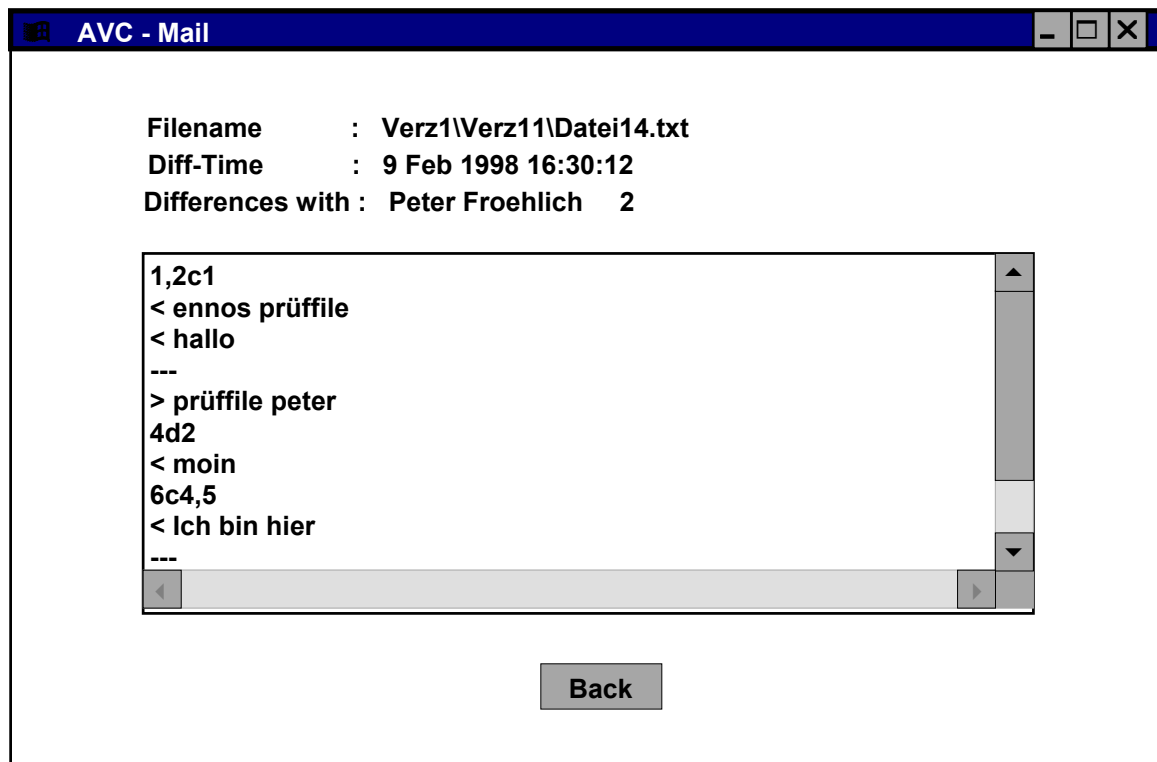 AVC - Mail
Filename : Verz1\Verz11\Datei14.txt
Diff-Time : 9 Feb 1998 16:30:12
Differences with : Peter Froehlich 2
1,2c1
< ennos prüffile
< hallo
---
> prüffile peter
4d2
< moin
6c4,5
< Ich bin hier
---
Back